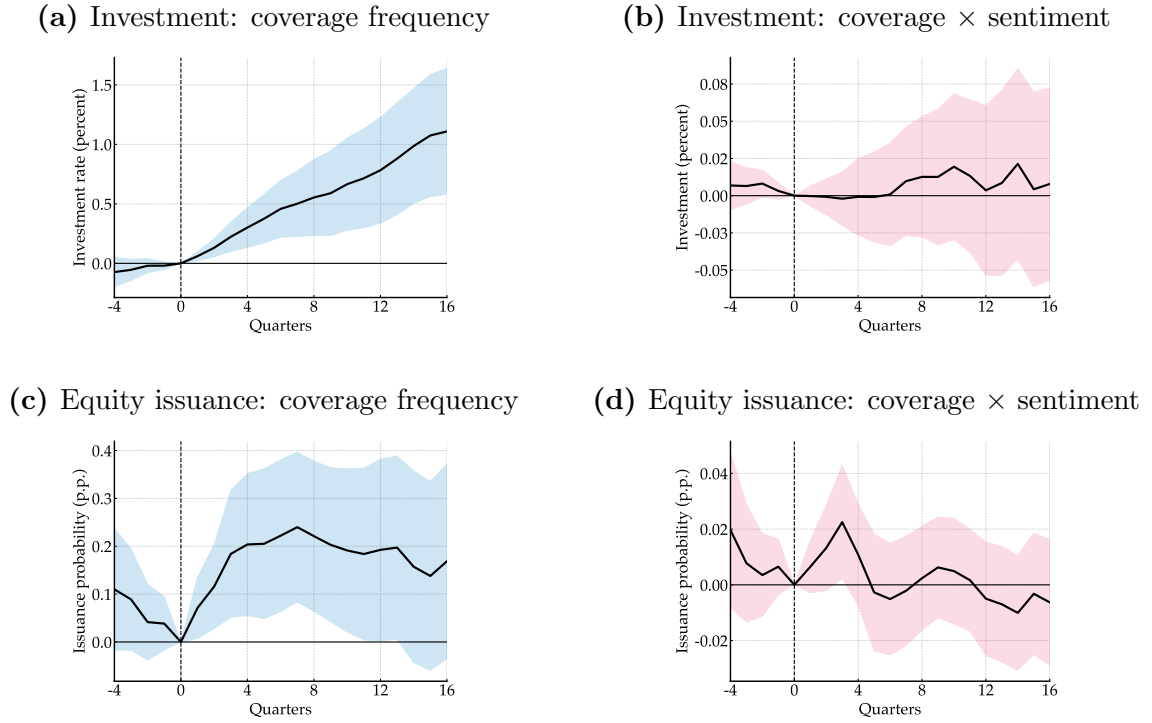 (a) Investment: coverage frequency
(b) Investment: coverage × sentiment
Investment rate (percent)
1.5
1.0
0.5
0.0
-4 0 4 8 12 16
Quarters
Investment (percent)
0.08
0.05
0.02
0.00
-0.03
-0.05
-4 0 4 8 12 16
Quarters
(c) Equity issuance: coverage frequency
(d) Equity issuance: coverage × sentiment
Issuance probability (p.p.)
0.4
0.3
0.2
0.1
0.0
-4 0 4 8 12 16
Quarters
Issuance probability (p.p.)
0.04
0.02
0.00
-0.02
-4 0 4 8 12 16
Quarters